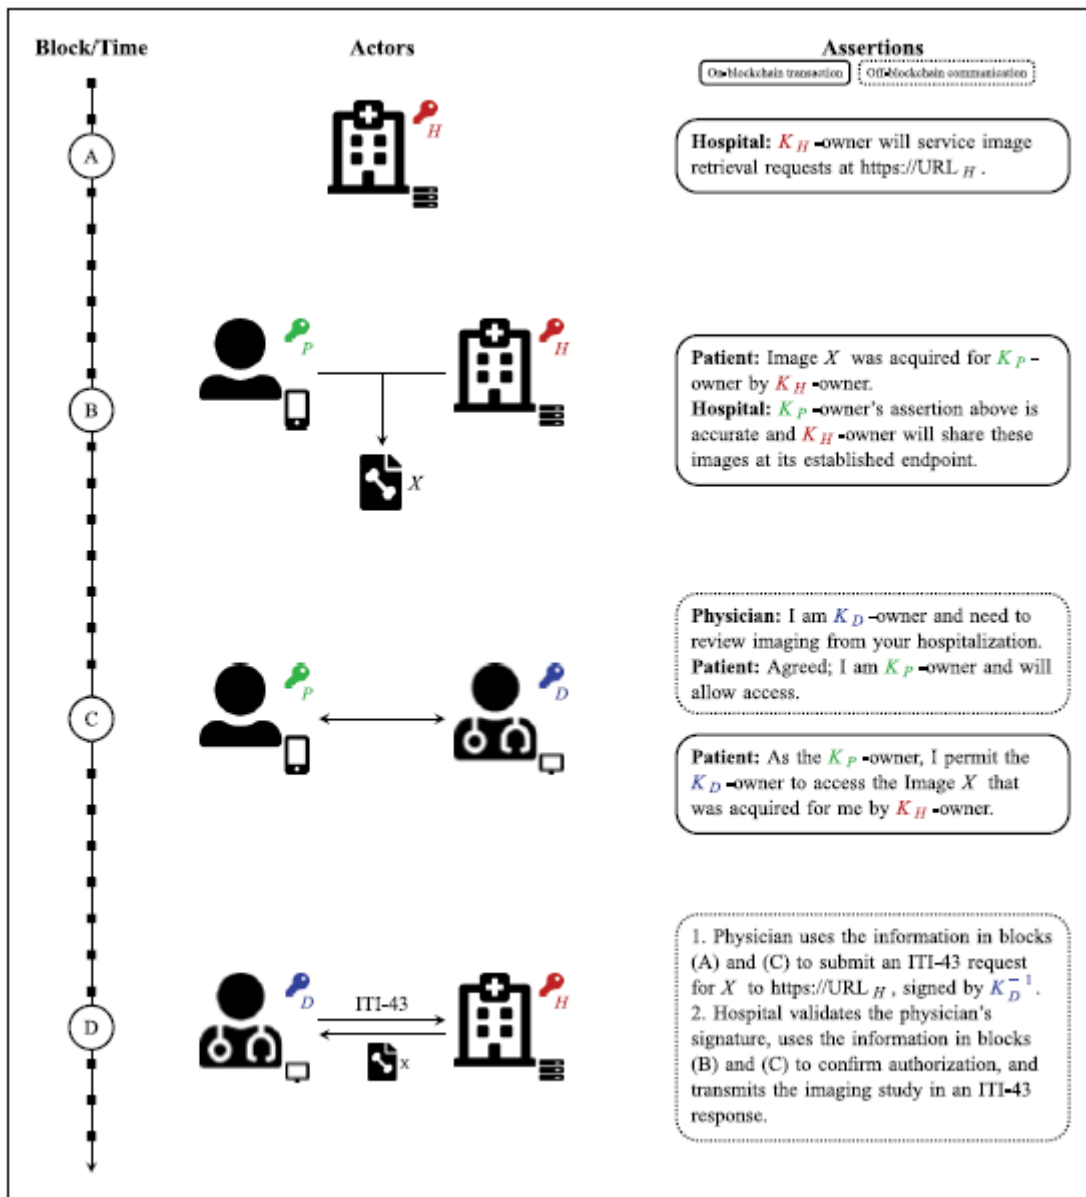 Block/Time
Actors
Assertions
On-blockchain transaction
Off-blockchain communication
A
H
Hospital: K H -owner will service image
retrieval requests at https://URL H .
B
P
H
X
Patient: Image X was acquired for K P -
owner by K H -owner.
Hospital: K P -owner's assertion above is
accurate and K H -owner will share these
images at its established endpoint.
C
P
D
Physician: I am K D -owner and need to
review imaging from your hospitalization.
Patient: Agreed; I am K P -owner and will
allow access.
Patient: As the K P -owner, I permit the
K D -owner to access the Image X that
was acquired for me by K H -owner.
D
D
ITI-43
H
x
1. Physician uses the information in blocks
(A) and (C) to submit an ITI-43 request
for X to https://URL H , signed by K D ⁻¹ .
2. Hospital validates the physician's
signature, uses the information in blocks
(B) and (C) to confirm authorization, and
transmits the imaging study in an ITI-43
response.